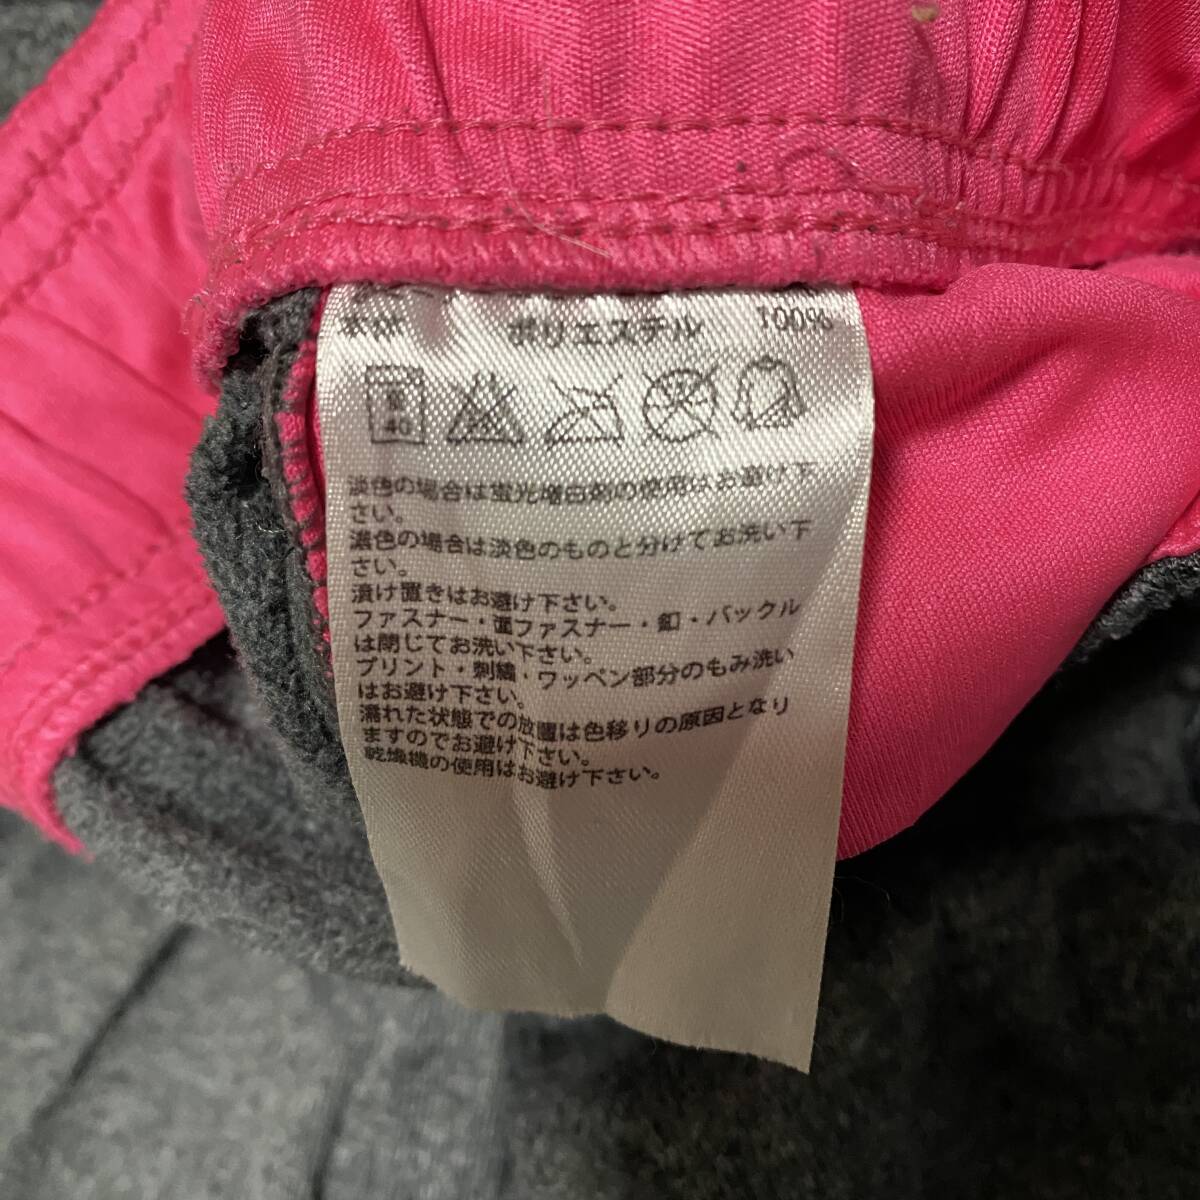 本体 ポリエステル 100%
40
淡色の場合は蛍光増白剤の使用はお避け下
さい。
濃色の場合は淡色のものと分けてお洗い下
さい。
漬け置きはお避け下さい。
ファスナー・面ファスナー・釦・バックル
は閉じてお洗い下さい。
プリント・刺繍・ワッペン部分のもみ洗い
はお避け下さい。
濡れた状態での放置は色移りの原因となり
ますのでお避け下さい。
乾燥機の使用はお避け下さい。